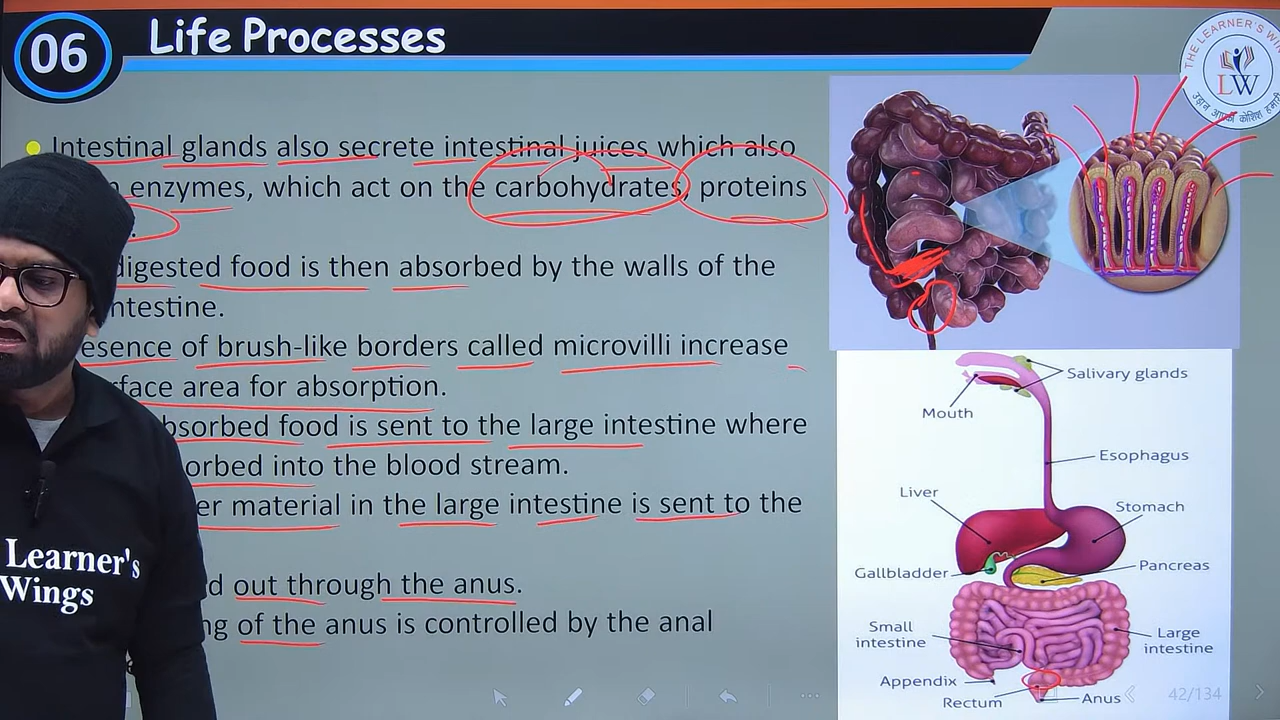 06
Life Processes
THE LEARNER'S WI
LW
Intestinal glands also secrete intestinal juices which also
enzymes, which act on the carbohydrates, proteins
digested food is then absorbed by the walls of the
ntestine.
esence of brush-like borders called microvilli increase
rface area for absorption.
bsorbed food is sent to the large intestine where
orbed into the blood stream.
er material in the large intestine is sent to the
d out through the anus.
ng of the anus is controlled by the anal
Learner's
Wings
Salivary glands
Mouth
Esophagus
Liver
Stomach
Gallbladder
Pancreas
Small
intestine
Large
intestine
Appendix
Rectum
Anus
42/134